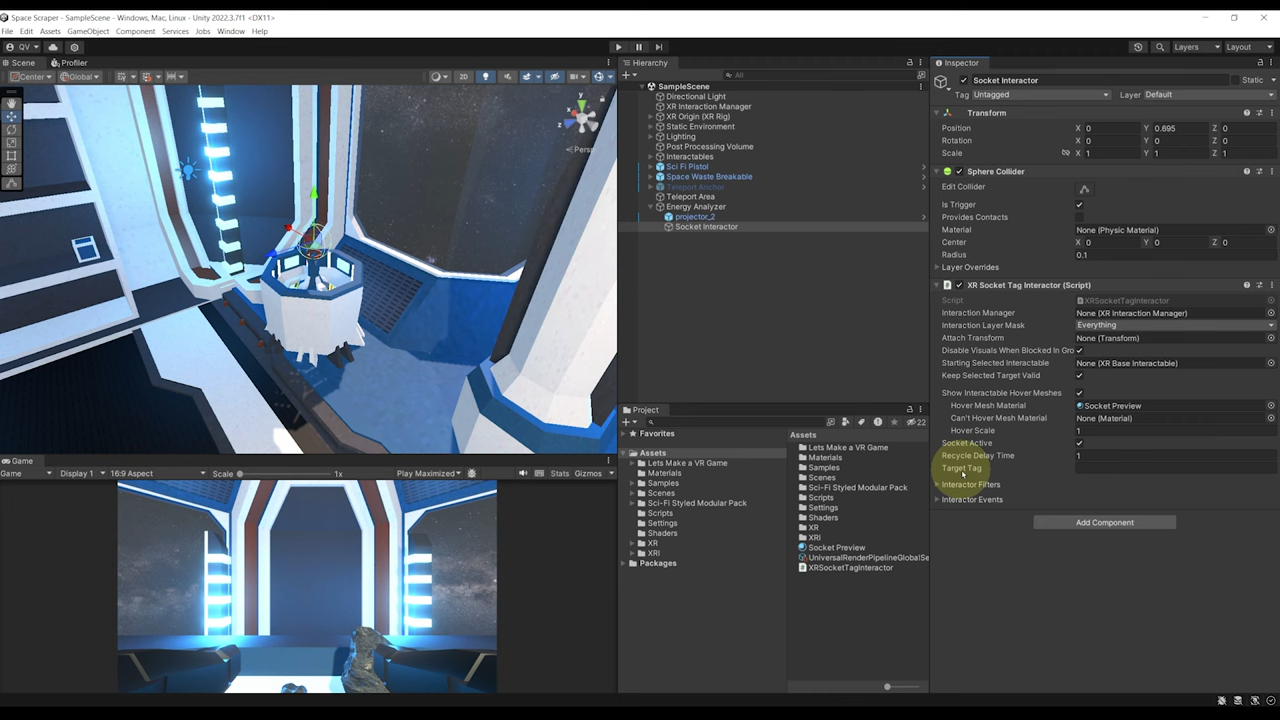 Space Scraper - SampleScene - Windows, Mac, Linux - Unity 2022.3.7f1 <DX11>
File Edit Assets GameObject Component Services Jobs Window Help
QV
Layers Layout
Scene Profiler
Center Global 2D
y
x
z
Persp
Game
Game Display 1 16:9 Aspect Scale 1x Play Maximized Stats Gizmos
Hierarchy
All
SampleScene
Directional Light
XR Interaction Manager
XR Origin (XR Rig)
Static Environment
Lighting
Post Processing Volume
Interactables
Sci Fi Pistol
Space Waste Breakable
Teleport Anchor
Teleport Area
Energy Analyzer
projector_2
Socket Interactor
Project
22
Favorites
Assets
Lets Make a VR Game
Materials
Samples
Scenes
Sci-Fi Styled Modular Pack
Scripts
Settings
Shaders
XR
XRI
Packages
Assets
Lets Make a VR Game
Materials
Samples
Scenes
Sci-Fi Styled Modular Pack
Scripts
Settings
Shaders
XR
XRI
Socket Preview
UniversalRenderPipelineGlobalSe
XRSocketTagInteractor
Inspector
Socket Interactor Static
Tag Untagged Layer Default
Transform
Position X 0 Y 0.695 Z 0
Rotation X 0 Y 0 Z 0
Scale X 1 Y 1 Z 1
Sphere Collider
Edit Collider
Is Trigger
Provides Contacts
Material None (Physic Material)
Center X 0 Y 0 Z 0
Radius 0.1
Layer Overrides
XR Socket Tag Interactor (Script)
Script XRSocketTagInteractor
Interaction Manager None (XR Interaction Manager)
Interaction Layer Mask Everything
Attach Transform None (Transform)
Disable Visuals When Blocked In Gro
Starting Selected Interactable None (XR Base Interactable)
Keep Selected Target Valid
Show Interactable Hover Meshes
Hover Mesh Material Socket Preview
Can't Hover Mesh Material None (Material)
Hover Scale 1
Socket Active
Recycle Delay Time 1
Target Tag
Interactor Filters
Interactor Events
Add Component